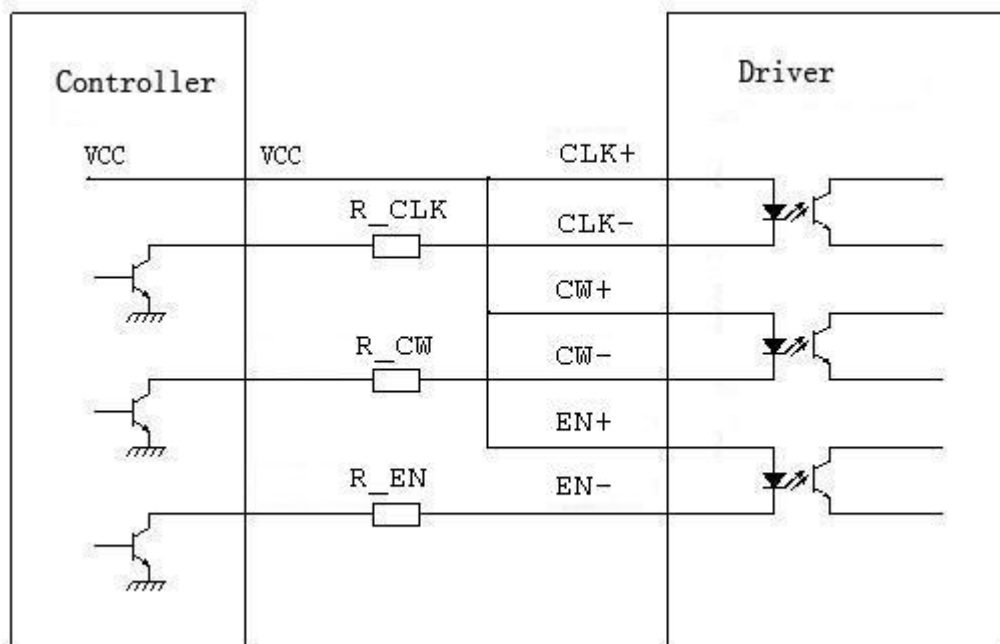 Controller
Driver
VCC
VCC
CLK+
R_CLK
CLK-
CW+
R_CW
CW-
EN+
R_EN
EN-